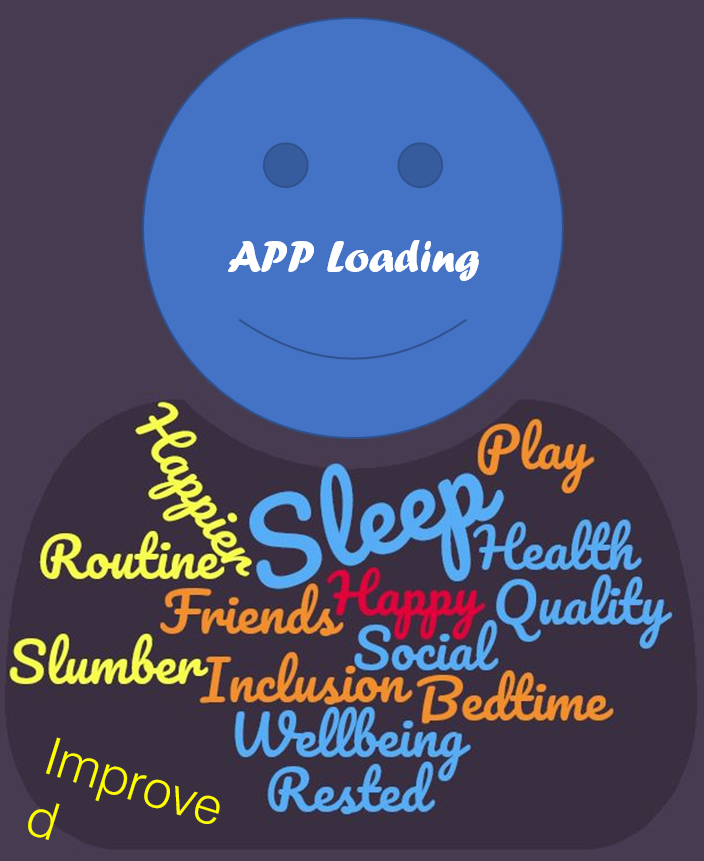 APP Loading
Happier
Play
Sleep
Routine
Health
Happy
Friends
Quality
Social
Slumber
Inclusion
Bedtime
Wellbeing
Rested
Improve
d